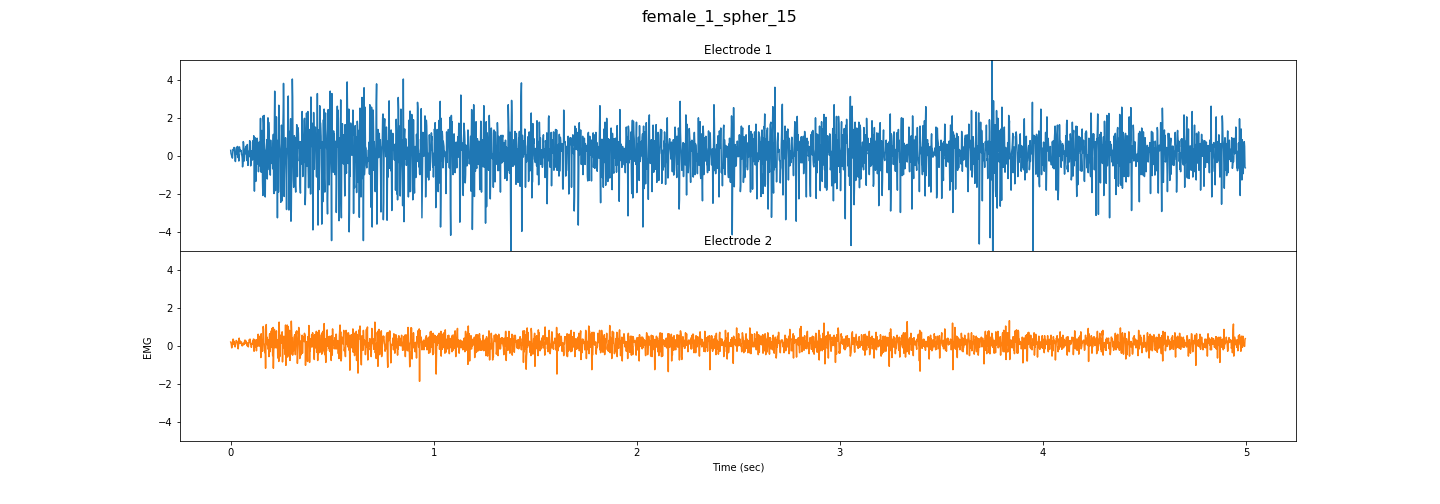 female_1_spher_15
Electrode 1
4
2
0
−2
−4
Electrode 2
4
2
0
−2
−4
EMG
0 1 2 3 4 5
Time (sec)